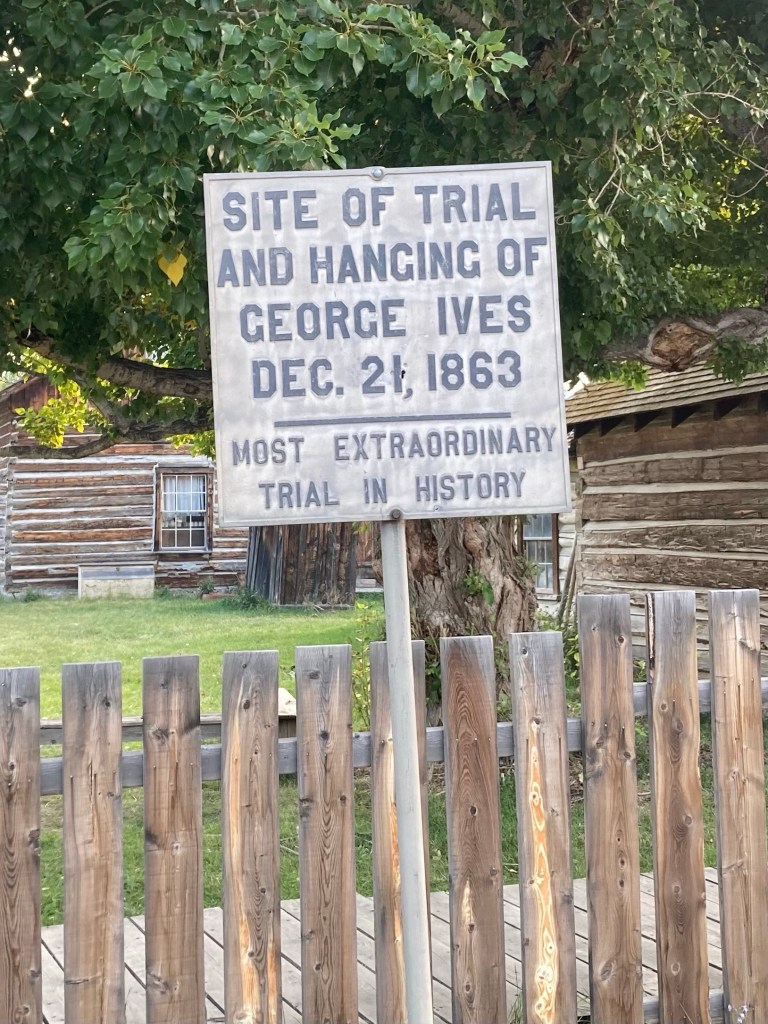 SITE OF TRIAL
AND HANGING OF
GEORGE IVES
DEC. 21, 1863
MOST EXTRAORDINARY
TRIAL IN HISTORY